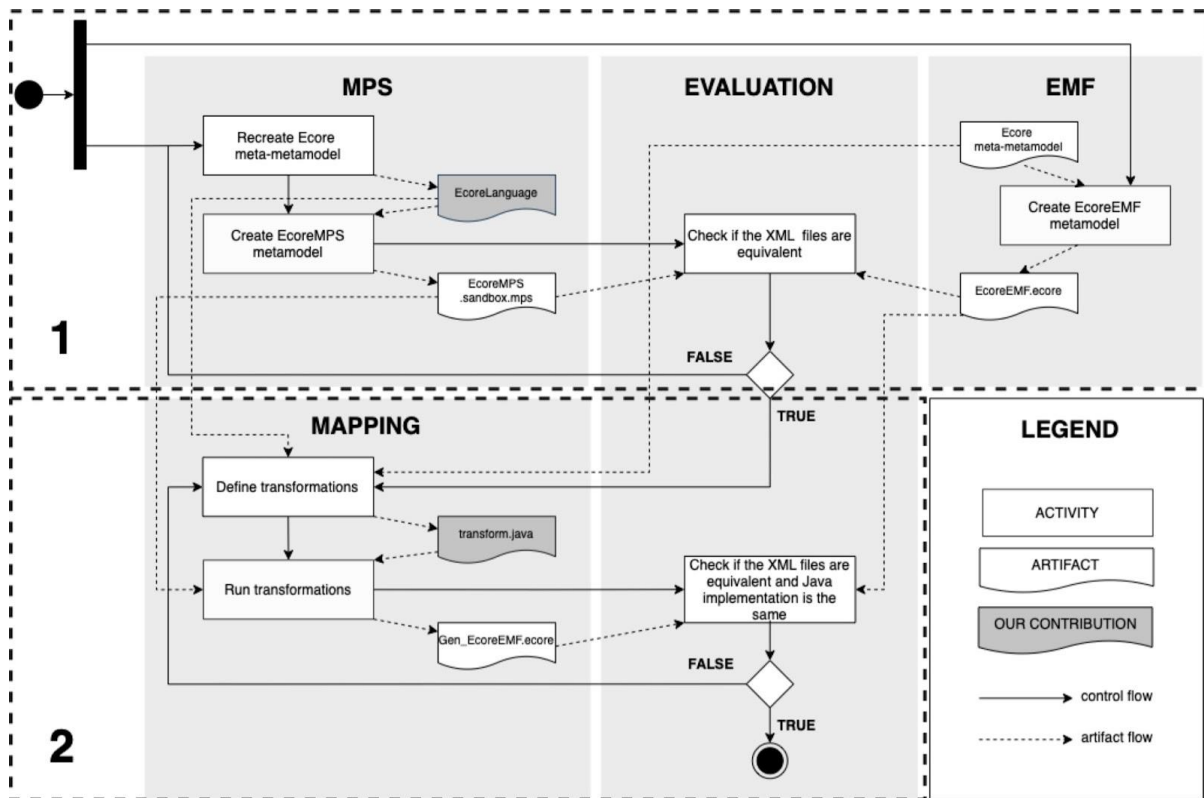 MPS
EVALUATION
EMF
Recreate Ecore
meta-metamodel
EcoreLanguage
Create EcoreMPS
metamodel
EcoreMPS
.sandbox.mps
Check if the XML files are
equivalent
Ecore
meta-metamodel
Create EcoreEMF
metamodel
EcoreEMF.ecore
1
FALSE
TRUE
MAPPING
Define transformations
transform.java
Run transformations
Gen_EcoreEMF.ecore
Check if the XML files are
equivalent and Java
implementation is the
same
FALSE
TRUE
2
LEGEND
ACTIVITY
ARTIFACT
OUR CONTRIBUTION
control flow
artifact flow